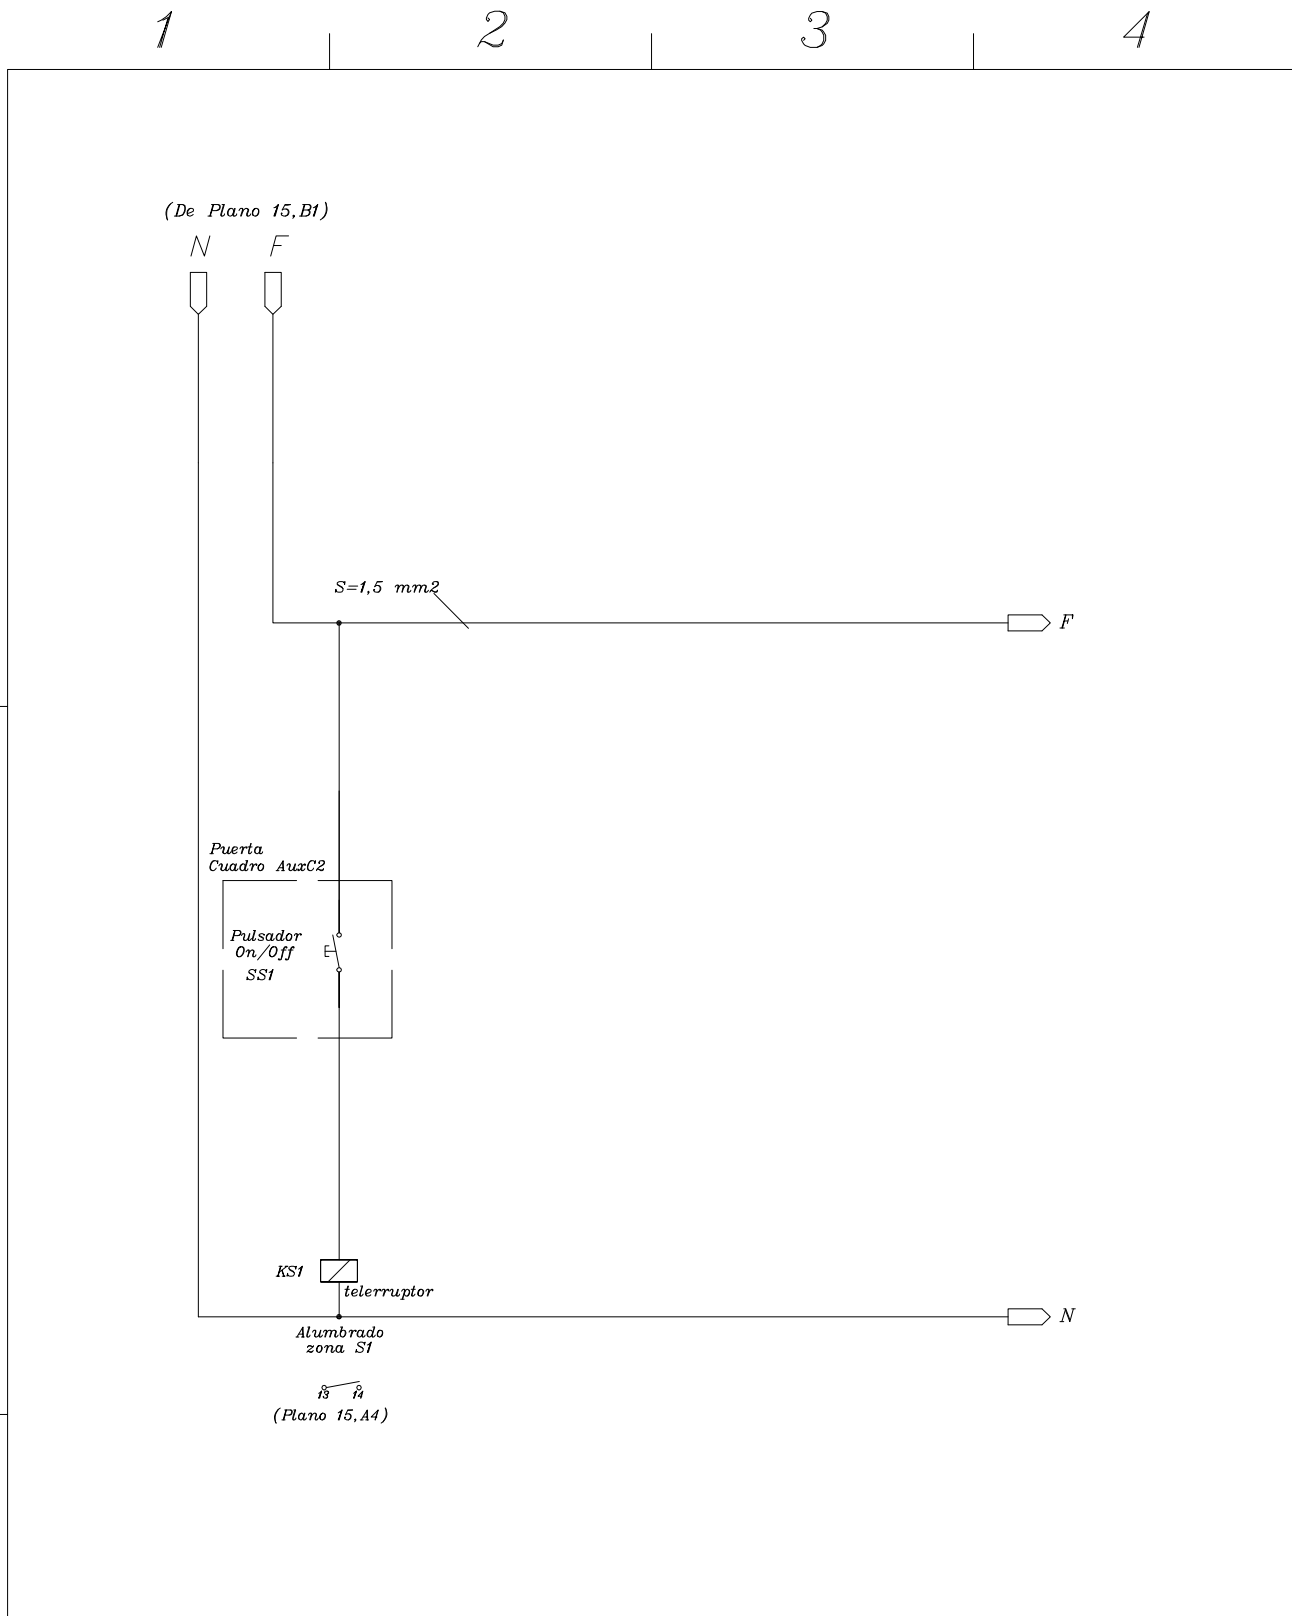 1 2 3 4
(De Plano 15,B1)
N F
S=1,5 mm2
F
Puerta
Cuadro AuxC2
Pulsador
On/Off
SS1
KS1
telerruptor
N
Alumbrado
zona S1
13 14
(Plano 15,A4)